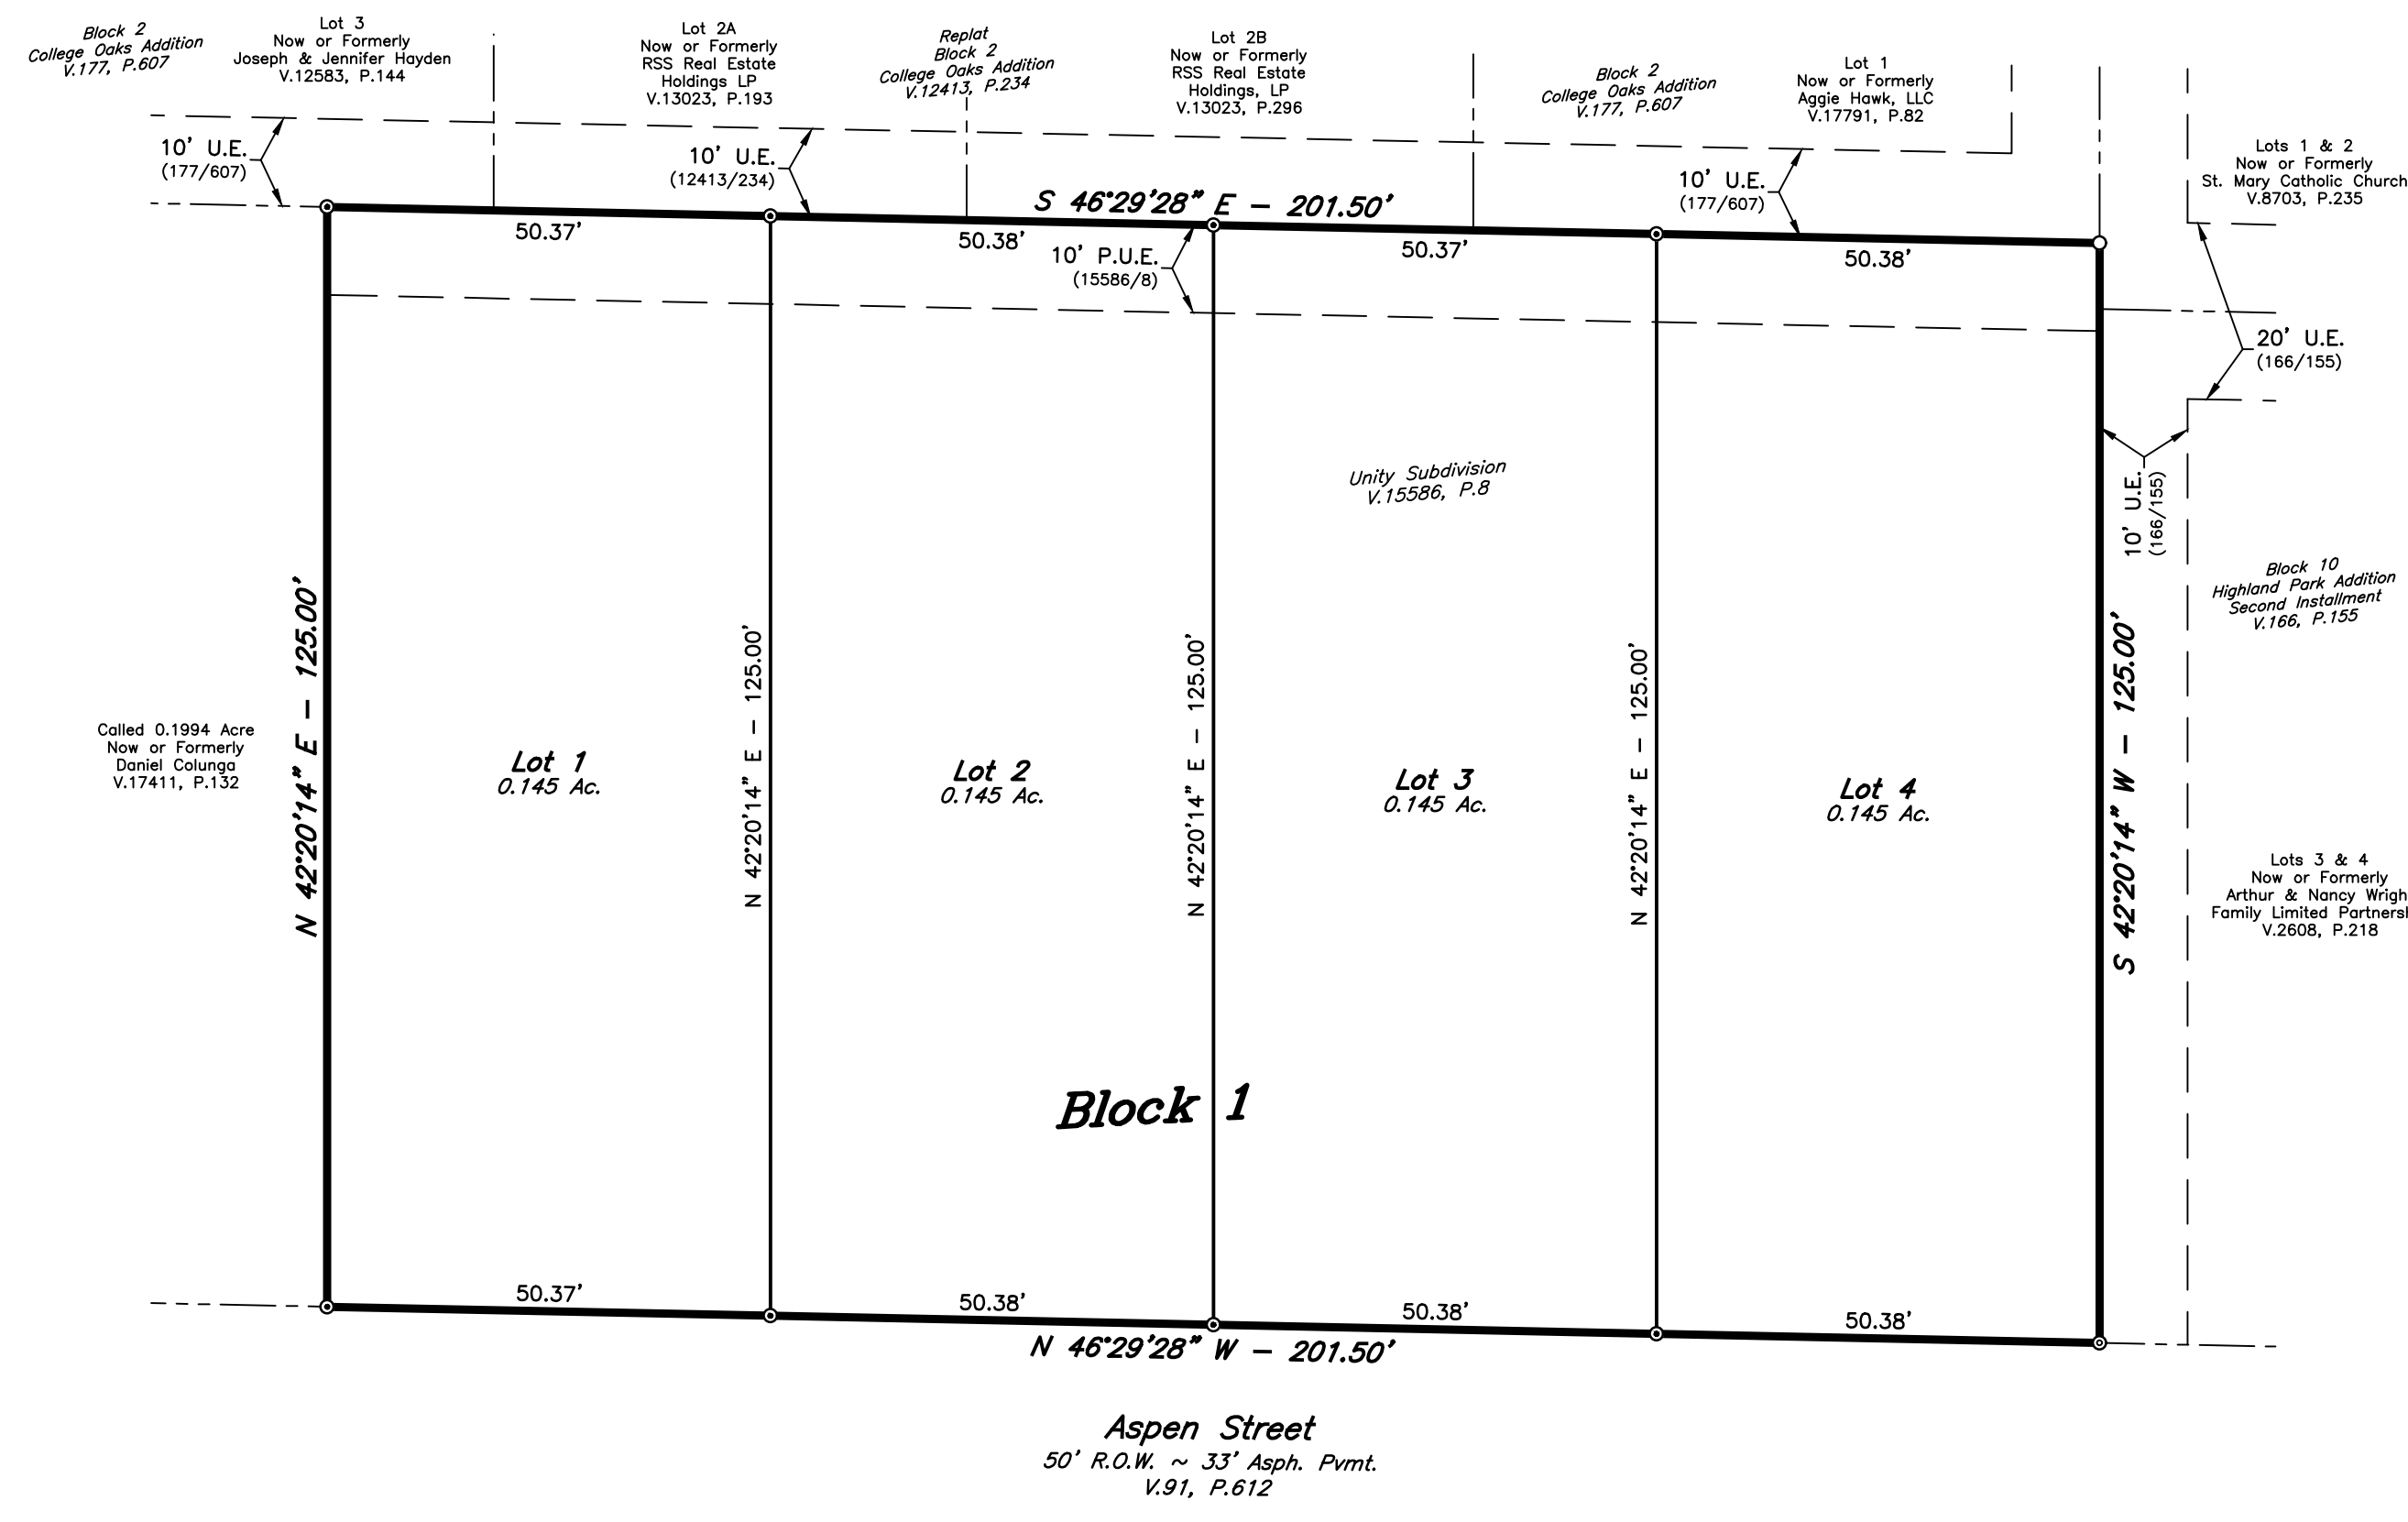 Block 2
College Oaks Addition
V.177, P.607
Lot 3
Now or Formerly
Joseph & Jennifer Hayden
V.12583, P.144
Lot 2A
Now or Formerly
RSS Real Estate
Holdings LP
V.13023, P.193
Replat
Block 2
College Oaks Addition
V.12413, P.234
Lot 2B
Now or Formerly
RSS Real Estate
Holdings, LP
V.13023, P.296
Block 2
College Oaks Addition
V.177, P.607
Lot 1
Now or Formerly
Aggie Hawk, LLC
V.17791, P.82
Lots 1 & 2
Now or Formerly
St. Mary Catholic Church
V.8703, P.235
10' U.E.
(177/607)
10' U.E.
(12413/234)
S 46°29'28" E - 201.50'
10' U.E.
(177/607)
50.37'
50.38'
50.37'
50.38'
10' P.U.E.
(15586/8)
20' U.E.
(166/155)
Unity Subdivision
V.15586, P.8
10' U.E.
(166/155)
Block 10
Highland Park Addition
Second Installment
V.166, P.155
N 42°20'14" E - 125.00'
N 42°20'14" E - 125.00'
N 42°20'14" E - 125.00'
N 42°20'14" E - 125.00'
S 42°20'14" W - 125.00'
Called 0.1994 Acre
Now or Formerly
Daniel Colunga
V.17411, P.132
Lot 1
0.145 Ac.
Lot 2
0.145 Ac.
Lot 3
0.145 Ac.
Lot 4
0.145 Ac.
Lots 3 & 4
Now or Formerly
Arthur & Nancy Wrigh
Family Limited Partners
V.2608, P.218
Block 1
50.37'
50.38'
50.38'
50.38'
N 46°29'28" W - 201.50'
Aspen Street
50' R.O.W. ~ 33' Asph. Pvmt.
V.91, P.612